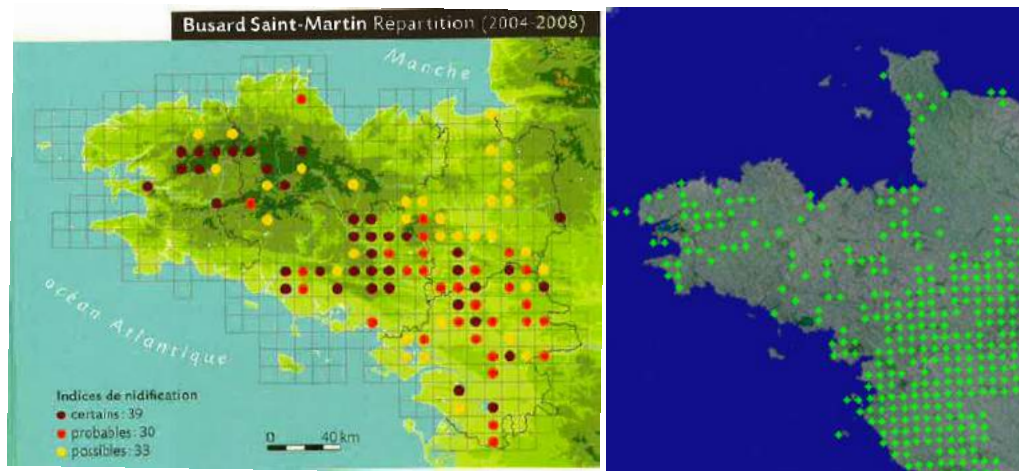 Busard Saint-Martin Répartition (2004-2008)
Manche
océan Atlantique
Indices de nidification
certains: 39
probables: 30
possibles: 33
0 40 km